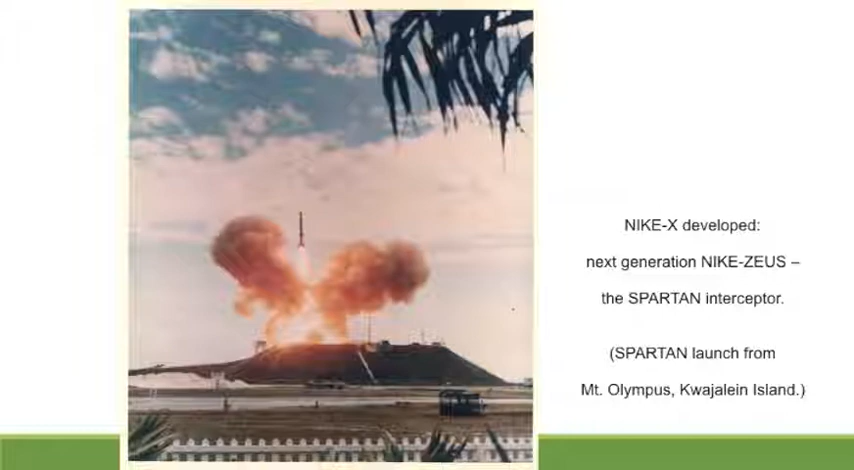 NIKE-X developed:
next generation NIKE-ZEUS –
the SPARTAN interceptor.
(SPARTAN launch from
Mt. Olympus, Kwajalein Island.)